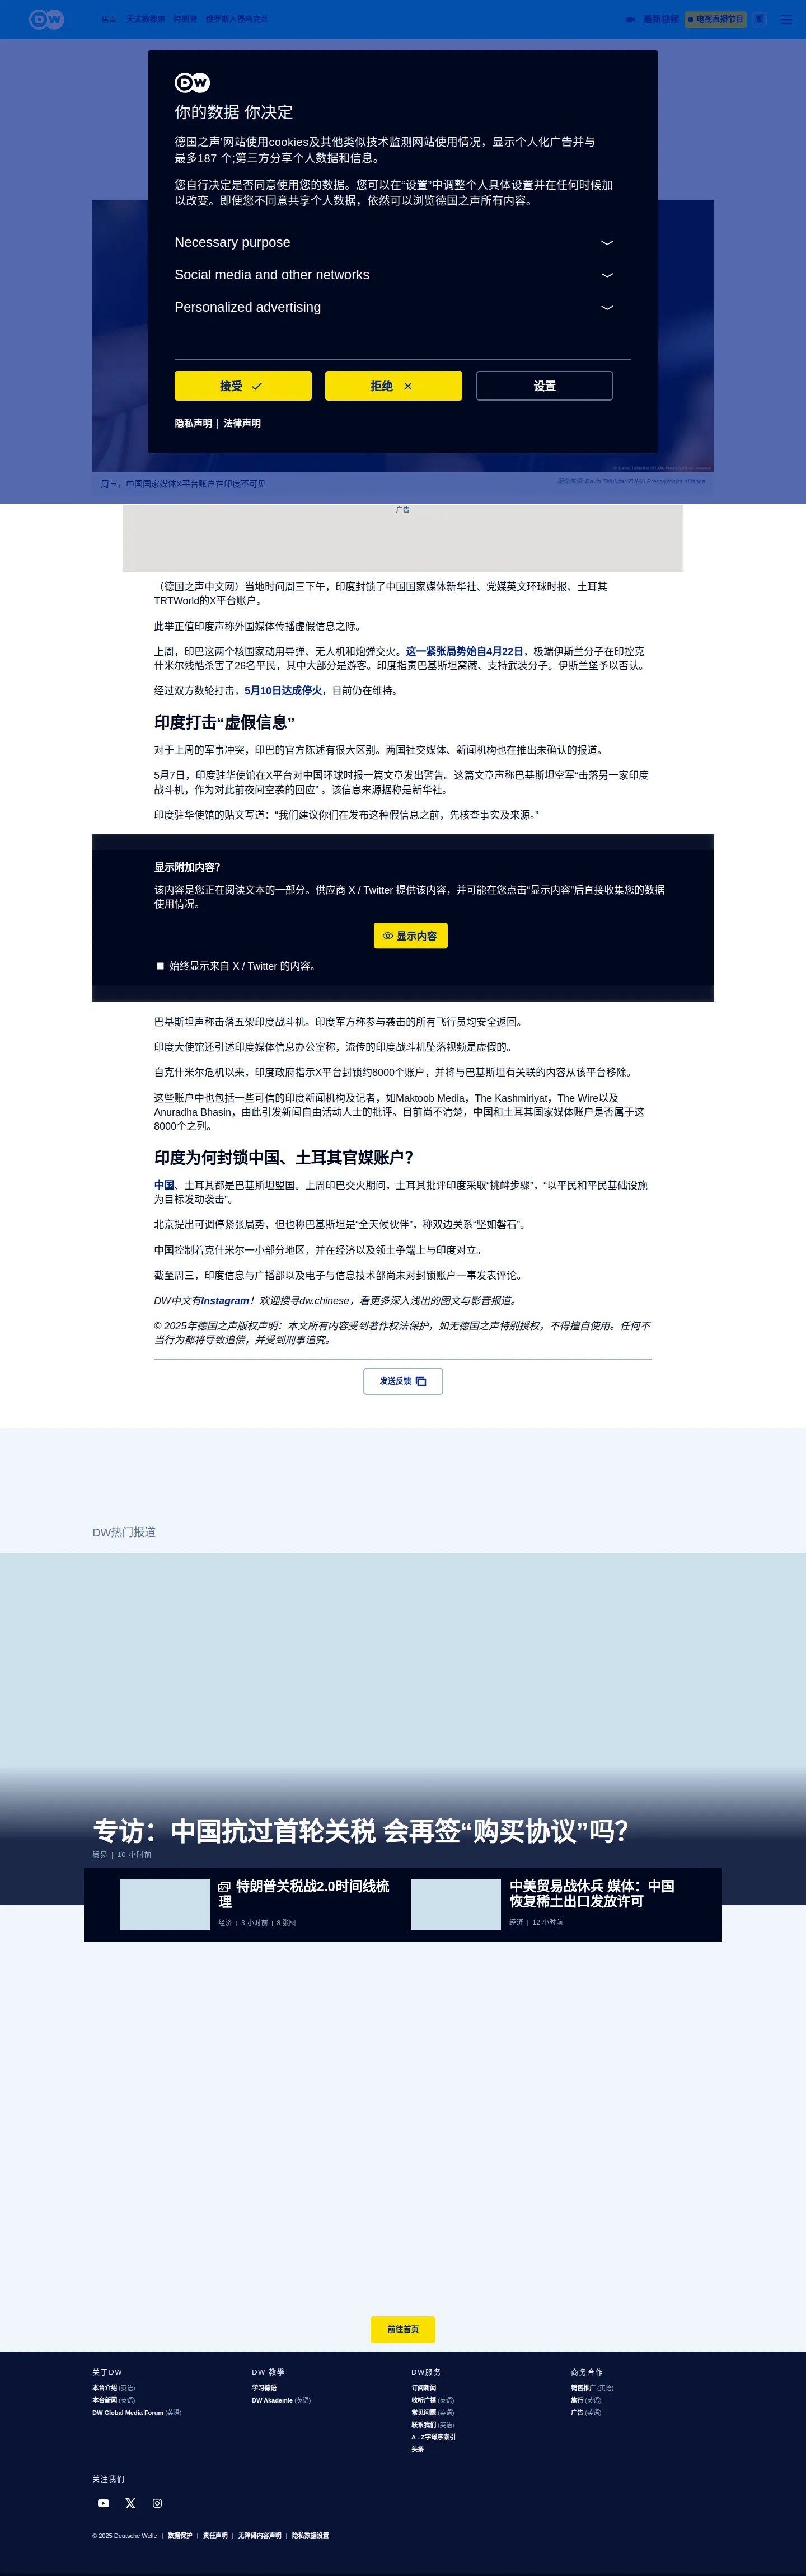 DW
焦点 天主教教宗 特朗普 俄罗斯入侵乌克兰
最新视频 电视直播节目 繁
DW
你的数据 你决定
德国之声'网站使用cookies及其他类似技术监测网站使用情况，显示个人化广告并与
最多187 个;第三方分享个人数据和信息。
您自行决定是否同意使用您的数据。您可以在“设置”中调整个人具体设置并在任何时候加
以改变。即便您不同意共享个人数据，依然可以浏览德国之声所有内容。
Necessary purpose
Social media and other networks
Personalized advertising
接受 拒绝 设置
隐私声明 | 法律声明
周三，中国国家媒体X平台账户在印度不可见
图像来源: David Talukdar/ZUMA Press/picture alliance
广告
（德国之声中文网）当地时间周三下午，印度封锁了中国国家媒体新华社、党媒英文环球时报、土耳其
TRTWorld的X平台账户。
此举正值印度声称外国媒体传播虚假信息之际。
上周，印巴这两个核国家动用导弹、无人机和炮弹交火。这一紧张局势始自4月22日，极端伊斯兰分子在印控克
什米尔残酷杀害了26名平民，其中大部分是游客。印度指责巴基斯坦窝藏、支持武装分子。伊斯兰堡予以否认。
经过双方数轮打击，5月10日达成停火，目前仍在维持。
印度打击“虚假信息”
对于上周的军事冲突，印巴的官方陈述有很大区别。两国社交媒体、新闻机构也在推出未确认的报道。
5月7日，印度驻华使馆在X平台对中国环球时报一篇文章发出警告。这篇文章声称巴基斯坦空军“击落另一家印度
战斗机，作为对此前夜间空袭的回应” 。该信息来源据称是新华社。
印度驻华使馆的贴文写道：“我们建议你们在发布这种假信息之前，先核查事实及来源。”
显示附加内容？
该内容是您正在阅读文本的一部分。供应商 X / Twitter 提供该内容，并可能在您点击“显示内容”后直接收集您的数据
使用情况。
显示内容
始终显示来自 X / Twitter 的内容。
巴基斯坦声称击落五架印度战斗机。印度军方称参与袭击的所有飞行员均安全返回。
印度大使馆还引述印度媒体信息办公室称，流传的印度战斗机坠落视频是虚假的。
自克什米尔危机以来，印度政府指示X平台封锁约8000个账户，并将与巴基斯坦有关联的内容从该平台移除。
这些账户中也包括一些可信的印度新闻机构及记者，如Maktoob Media，The Kashmiriyat，The Wire以及
Anuradha Bhasin，由此引发新闻自由活动人士的批评。目前尚不清楚，中国和土耳其国家媒体账户是否属于这
8000个之列。
印度为何封锁中国、土耳其官媒账户？
中国、土耳其都是巴基斯坦盟国。上周印巴交火期间，土耳其批评印度采取“挑衅步骤”，“以平民和平民基础设施
为目标发动袭击”。
北京提出可调停紧张局势，但也称巴基斯坦是“全天候伙伴”，称双边关系“坚如磐石”。
中国控制着克什米尔一小部分地区，并在经济以及领土争端上与印度对立。
截至周三，印度信息与广播部以及电子与信息技术部尚未对封锁账户一事发表评论。
DW中文有Instagram！欢迎搜寻dw.chinese，看更多深入浅出的图文与影音报道。
© 2025年德国之声版权声明：本文所有内容受到著作权法保护，如无德国之声特别授权，不得擅自使用。任何不
当行为都将导致追偿，并受到刑事追究。
发送反馈
DW热门报道
专访：中国抗过首轮关税 会再签“购买协议”吗？
贸易 | 10 小时前
特朗普关税战2.0时间线梳
理
经济 | 3 小时前 | 8 张图
中美贸易战休兵 媒体：中国
恢复稀土出口发放许可
经济 | 12 小时前
前往首页
关于DW
本台介绍 (英语)
本台新闻 (英语)
DW Global Media Forum (英语)
DW 教學
学习德语
DW Akademie (英语)
DW服务
订阅新闻
收听广播 (英语)
常见问题 (英语)
联系我们 (英语)
A - Z字母序索引
头条
商务合作
销售推广 (英语)
旅行 (英语)
广告 (英语)
关注我们
© 2025 Deutsche Welle | 数据保护 | 责任声明 | 无障碍内容声明 | 隐私数据设置